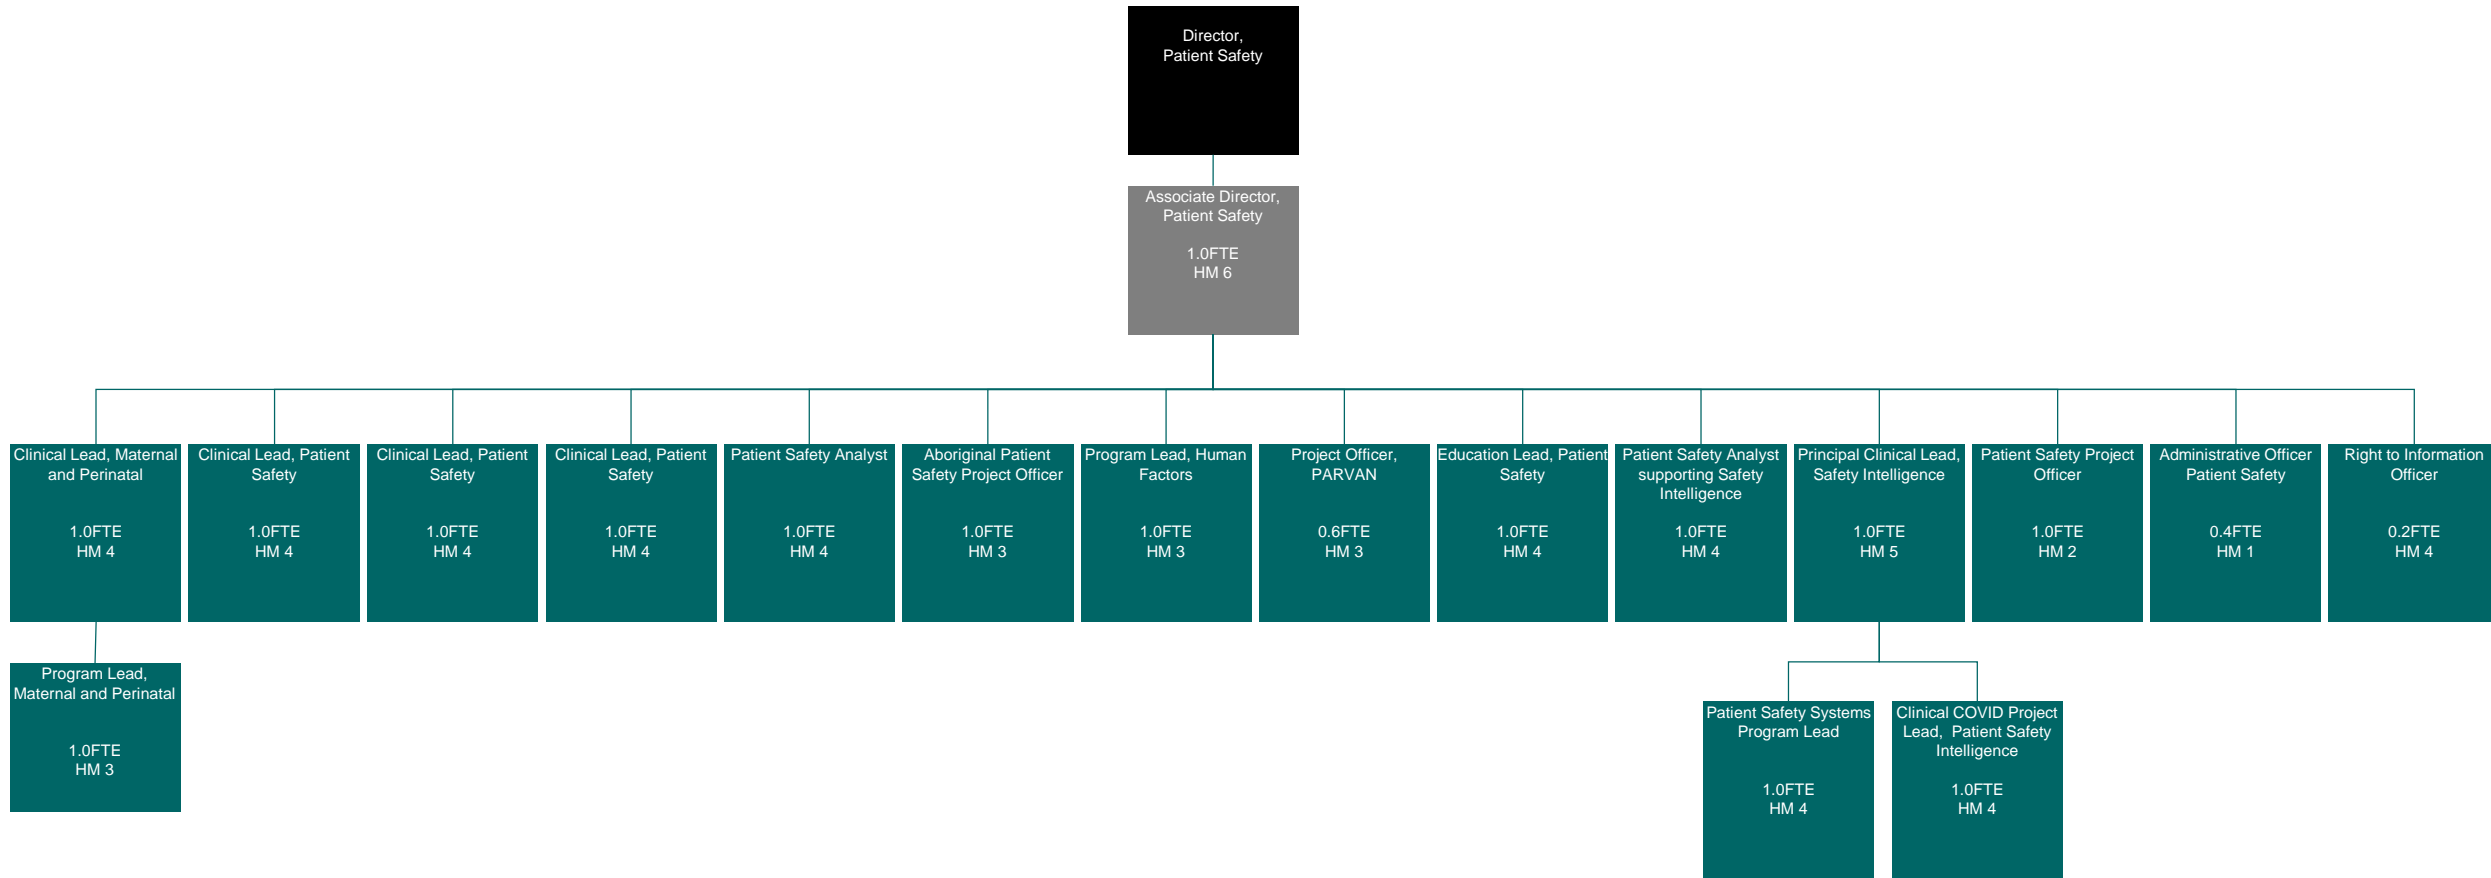 Director,
Patient Safety
Associate Director,
Patient Safety
1.0FTE
HM 6
Clinical Lead, Maternal
and Perinatal
1.0FTE
HM 4
Clinical Lead, Patient
Safety
1.0FTE
HM 4
Clinical Lead, Patient
Safety
1.0FTE
HM 4
Clinical Lead, Patient
Safety
1.0FTE
HM 4
Patient Safety Analyst
1.0FTE
HM 4
Aboriginal Patient
Safety Project Officer
1.0FTE
HM 3
Program Lead, Human
Factors
1.0FTE
HM 3
Project Officer,
PARVAN
0.6FTE
HM 3
Education Lead, Patient
Safety
1.0FTE
HM 4
Patient Safety Analyst
supporting Safety
Intelligence
1.0FTE
HM 4
Principal Clinical Lead,
Safety Intelligence
1.0FTE
HM 5
Patient Safety Project
Officer
1.0FTE
HM 2
Administrative Officer
Patient Safety
0.4FTE
HM 1
Right to Information
Officer
0.2FTE
HM 4
Program Lead,
Maternal and Perinatal
1.0FTE
HM 3
Patient Safety Systems
Program Lead
1.0FTE
HM 4
Clinical COVID Project
Lead,  Patient Safety
Intelligence
1.0FTE
HM 4